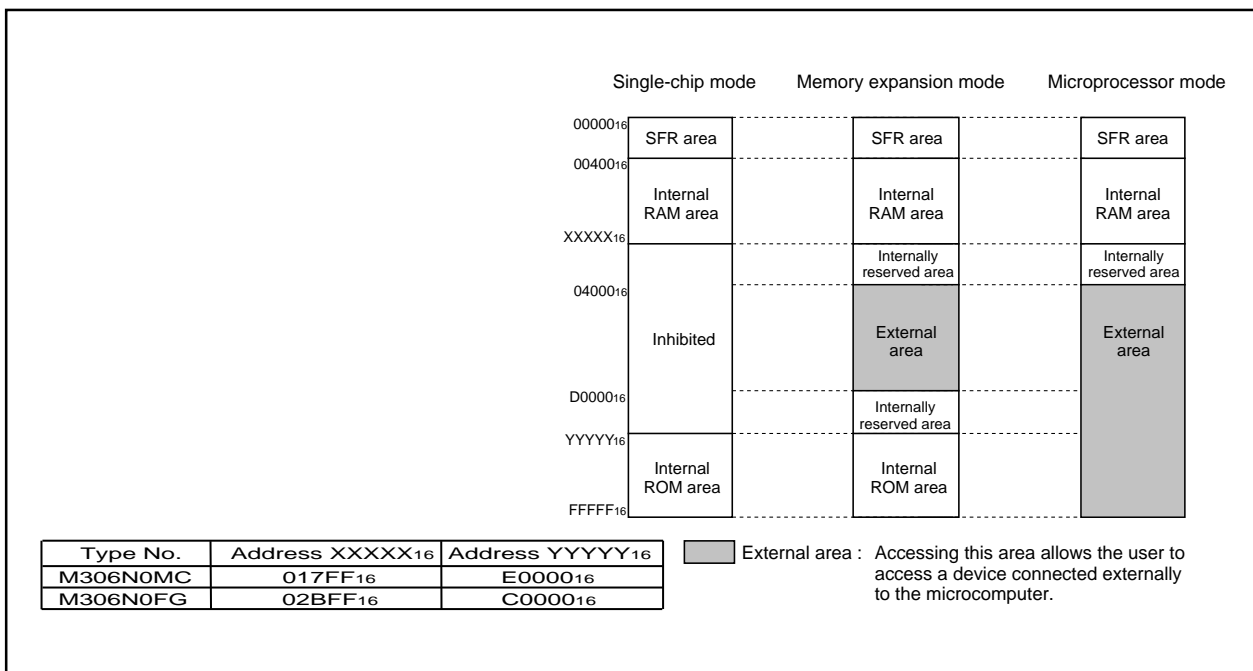 Single-chip mode Memory expansion mode Microprocessor mode
0000016
SFR area SFR area SFR area
0040016
Internal RAM area Internal RAM area Internal RAM area
XXXXX16
Internally reserved area Internally reserved area
0400016
Inhibited External area External area
D000016
Internally reserved area
YYYYY16
Internal ROM area Internal ROM area
FFFFF16
Type No. Address XXXXX16 Address YYYYY16
M306N0MC 017FF16 E000016
M306N0FG 02BFF16 C000016
External area : Accessing this area allows the user to
access a device connected externally
to the microcomputer.